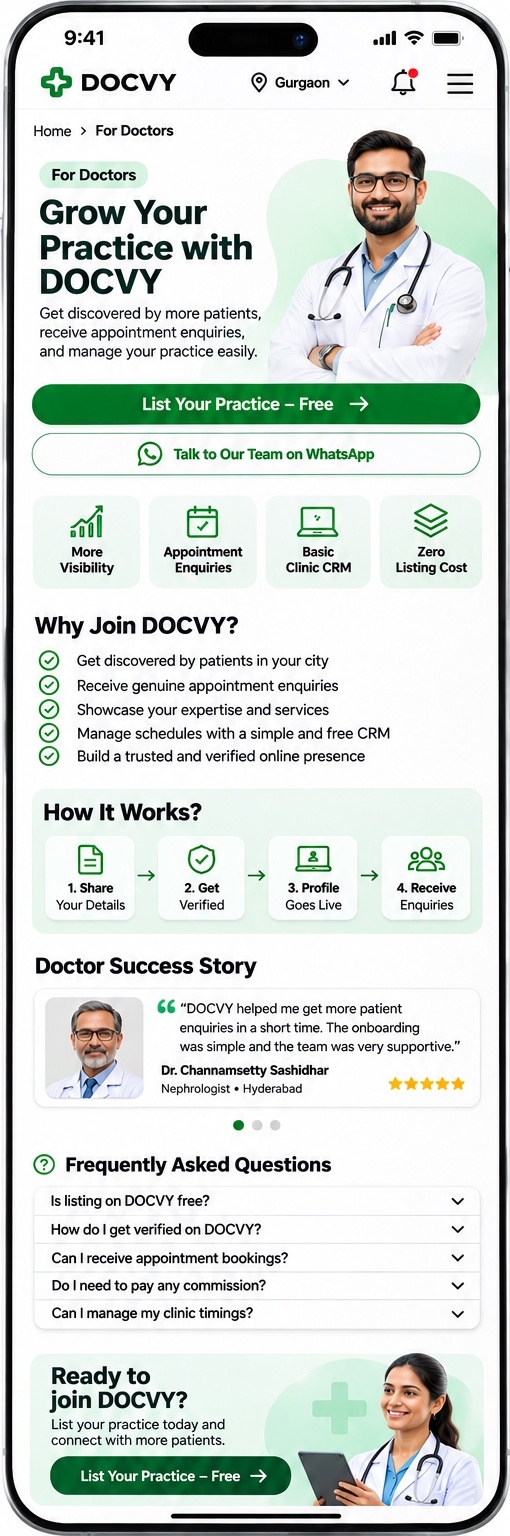 9:41
DOCVY
Gurgaon
Home > For Doctors
For Doctors
Grow Your
Practice with
DOCVY
Get discovered by more patients,
receive appointment enquiries,
and manage your practice easily.
List Your Practice – Free →
Talk to Our Team on WhatsApp
More
Visibility
Appointment
Enquiries
Basic
Clinic CRM
Zero
Listing Cost
Why Join DOCVY?
Get discovered by patients in your city
Receive genuine appointment enquiries
Showcase your expertise and services
Manage schedules with a simple and free CRM
Build a trusted and verified online presence
How It Works?
1. Share
Your Details
2. Get
Verified
3. Profile
Goes Live
4. Receive
Enquiries
Doctor Success Story
“DOCVY helped me get more patient
enquiries in a short time. The onboarding
was simple and the team was very supportive.”
Dr. Channamsetty Sashidhar
Nephrologist • Hyderabad
Frequently Asked Questions
Is listing on DOCVY free?
How do I get verified on DOCVY?
Can I receive appointment bookings?
Do I need to pay any commission?
Can I manage my clinic timings?
Ready to
join DOCVY?
List your practice today and
connect with more patients.
List Your Practice – Free →